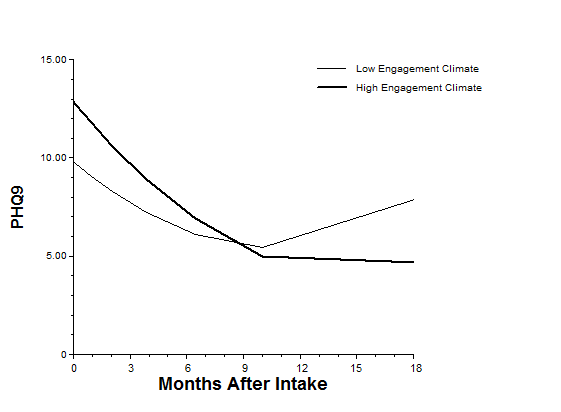 15.00
10.00
5.00
0
PHQ9
Low Engagement Climate
High Engagement Climate
0 3 6 9 12 15 18
Months After Intake